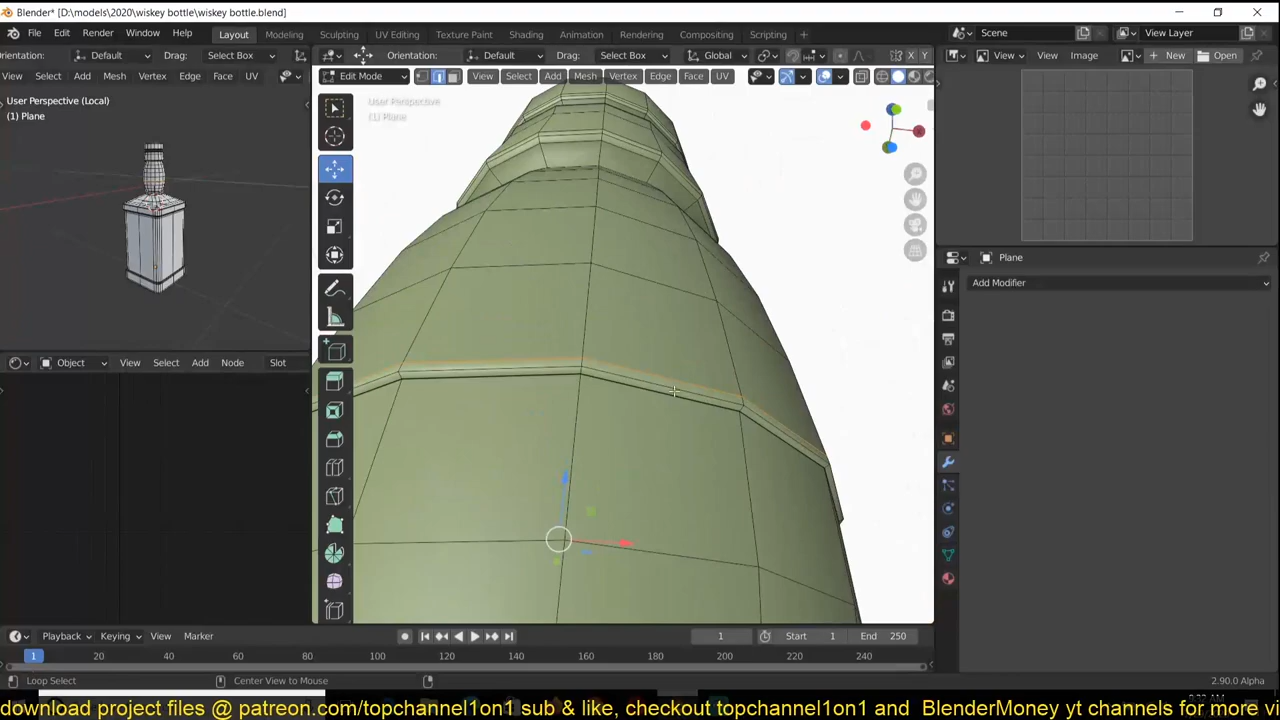 Blender* [D:\models\2020\wiskey bottle\wiskey bottle.blend]
File Edit Render Window Help Layout Modeling Sculpting UV Editing Texture Paint Shading Animation Rendering Compositing Scripting + Scene View Layer
Orientation: Default Drag: Select Box Orientation: Default Drag: Select Box Global X Y View View Image New Open
View Select Add Mesh Vertex Edge Face UV Edit Mode View Select Add Mesh Vertex Edge Face UV
User Perspective (Local)
(1) Plane
User Perspective
(1) Plane
Plane
Add Modifier
Object View Select Add Node Slot
Playback Keying View Marker 1 Start 1 End 250
1 20 40 60 80 100 120 140 160 180 200 220 240
Loop Select Center View to Mouse 2.90.0 Alpha
download project files @ patreon.com/topchannel1on1 sub & like, checkout topchannel1on1 and BlenderMoney yt channels for more vi